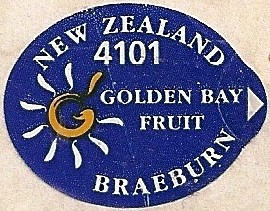 NEW ZEALAND
4101
GOLDEN BAY
FRUIT
BRAEBURN
G